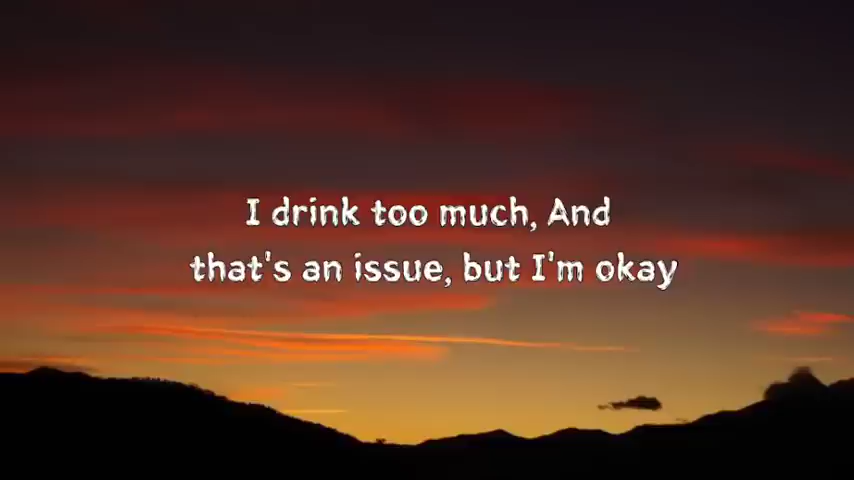 I drink too much, And
that's an issue, but I'm okay